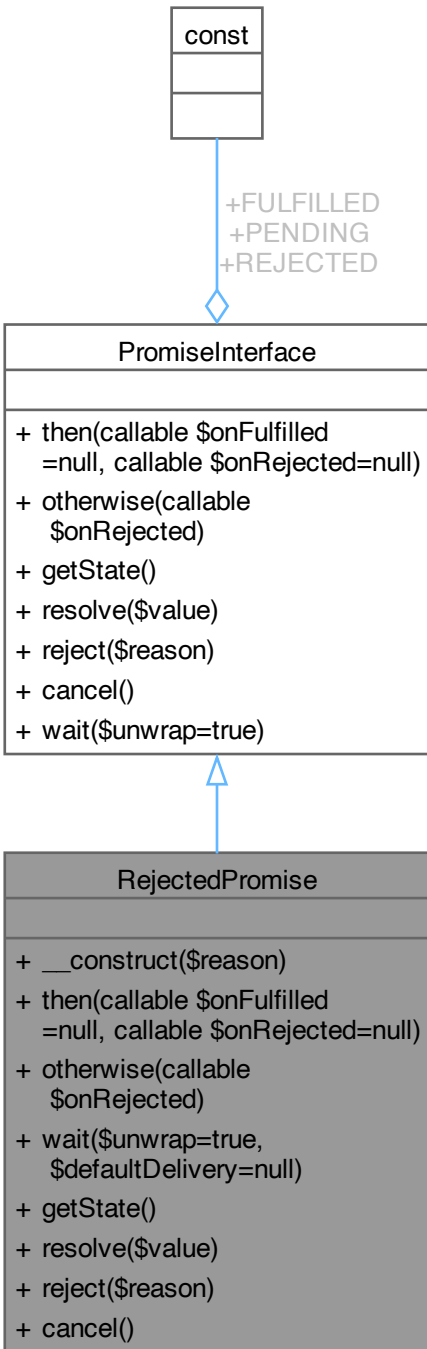 const
+FULFILLED
+PENDING
+REJECTED
PromiseInterface
+ then(callable $onFulfilled
=null, callable $onRejected=null)
+ otherwise(callable
$onRejected)
+ getState()
+ resolve($value)
+ reject($reason)
+ cancel()
+ wait($unwrap=true)
RejectedPromise
+ __construct($reason)
+ then(callable $onFulfilled
=null, callable $onRejected=null)
+ otherwise(callable
$onRejected)
+ wait($unwrap=true,
$defaultDelivery=null)
+ getState()
+ resolve($value)
+ reject($reason)
+ cancel()